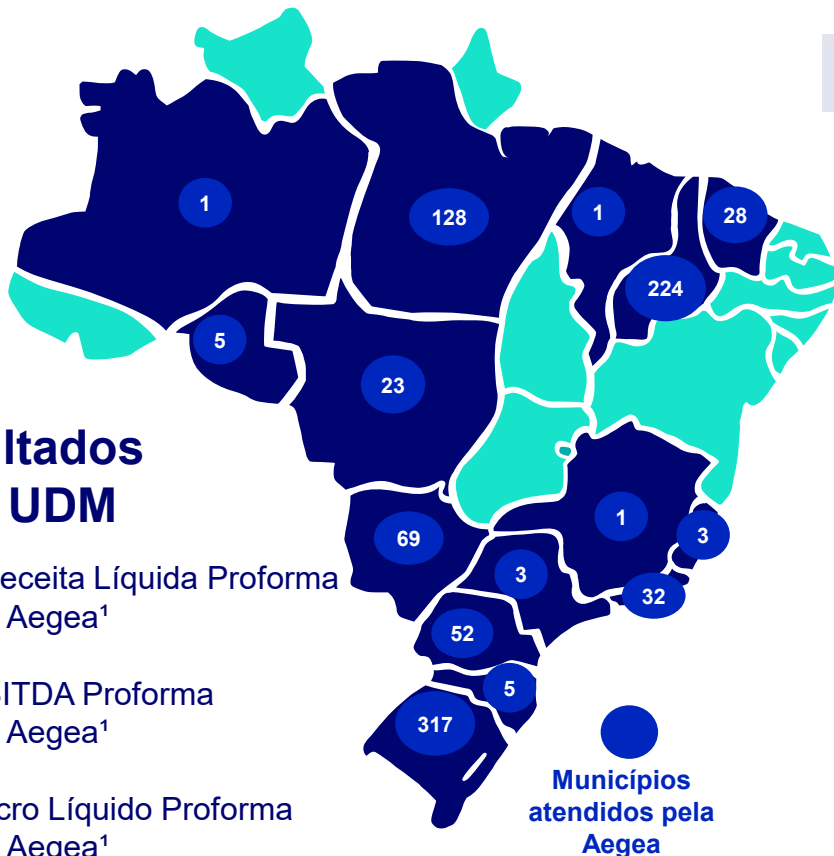 1
128
1
28
224
5
23
ltados
UDM
69
1
3
3
32
eceita Líquida Proforma
Aegea¹
52
5
BITDA Proforma
Aegea¹
317
Municípios
atendidos pela
Aegea
cro Líquido Proforma
Aegea¹